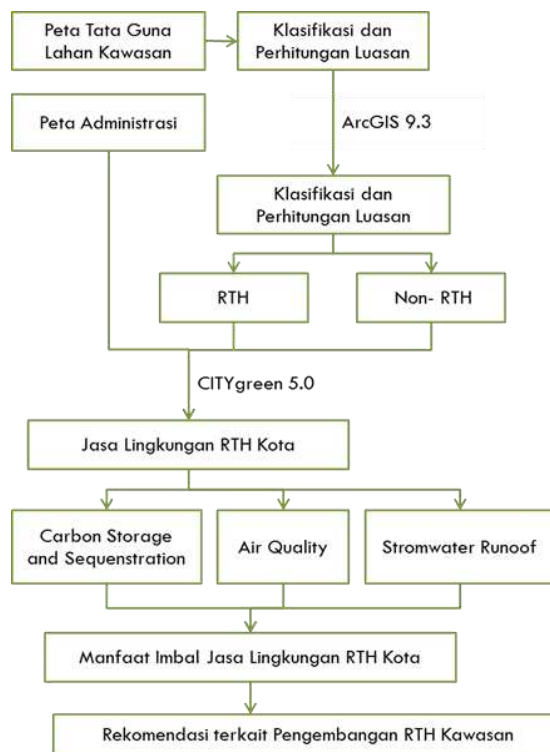 Peta Tata Guna
Lahan Kawasan
Klasifikasi dan
Perhitungan Luasan
Peta Administrasi
ArcGIS 9.3
Klasifikasi dan
Perhitungan Luasan
RTH
Non- RTH
CITYgreen 5.0
Jasa Lingkungan RTH Kota
Carbon Storage
and Sequenstration
Air Quality
Stromwater Runoof
Manfaat Imbal Jasa Lingkungan RTH Kota
Rekomendasi terkait Pengembangan RTH Kawasan